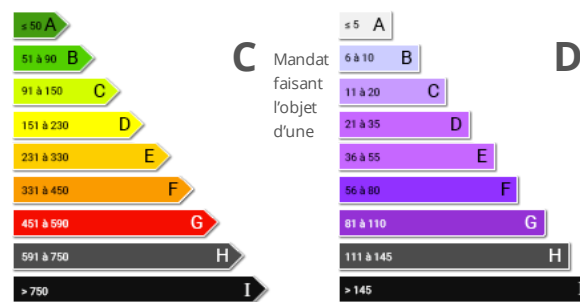 ≤ 50 A
51 à 90 B
91 à 150 C
151 à 230 D
231 à 330 E
331 à 450 F
451 à 590 G
591 à 750 H
> 750 I
C
Mandat
faisant
l'objet
d'une
≤ 5 A
6 à 10 B
11 à 20 C
21 à 35 D
36 à 55 E
56 à 80 F
81 à 110 G
111 à 145 H
> 145
D